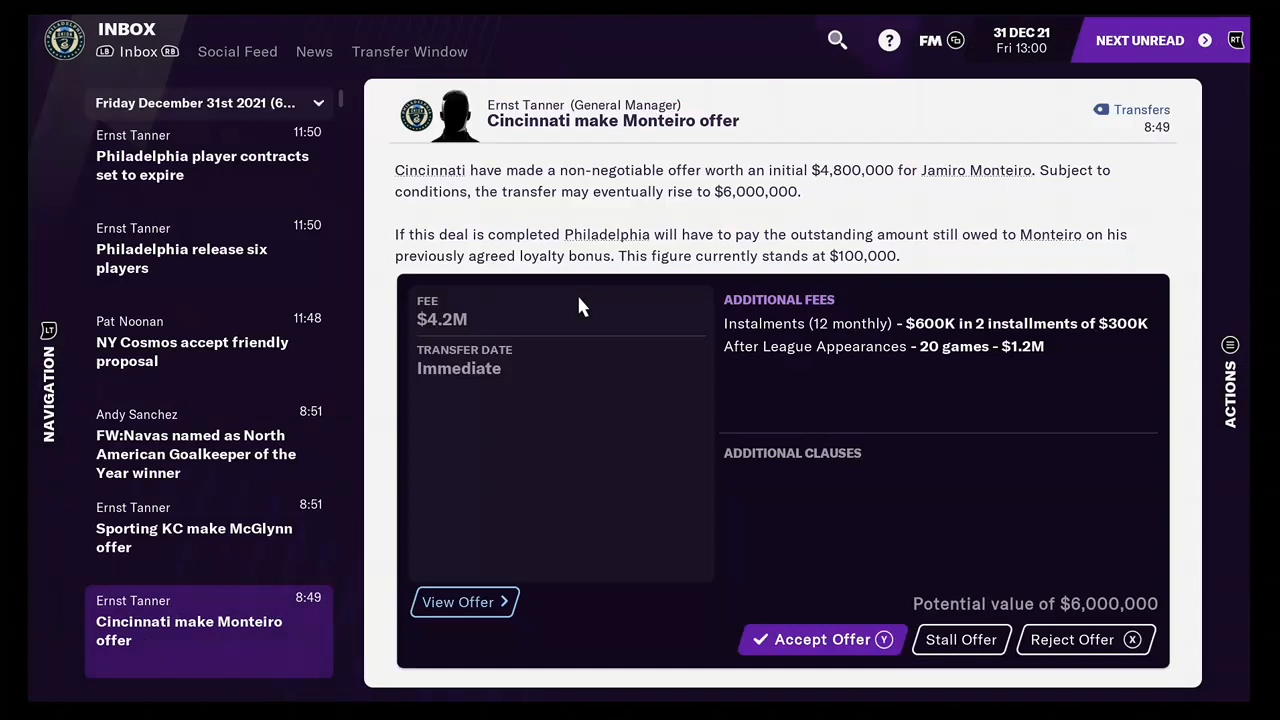 INBOX
LB Inbox RB Social Feed News Transfer Window
? FM 31 DEC 21
Fri 13:00
NEXT UNREAD RT
Friday December 31st 2021 (6...
Ernst Tanner 11:50
Philadelphia player contracts
set to expire
Ernst Tanner 11:50
Philadelphia release six
players
Pat Noonan 11:48
NY Cosmos accept friendly
proposal
Andy Sanchez 8:51
FW:Navas named as North
American Goalkeeper of the
Year winner
Ernst Tanner 8:51
Sporting KC make McGlynn
offer
Ernst Tanner 8:49
Cincinnati make Monteiro
offer
LT
NAVIGATION
Ernst Tanner (General Manager)
Cincinnati make Monteiro offer
Transfers
8:49
Cincinnati have made a non-negotiable offer worth an initial $4,800,000 for Jamiro Monteiro. Subject to
conditions, the transfer may eventually rise to $6,000,000.
If this deal is completed Philadelphia will have to pay the outstanding amount still owed to Monteiro on his
previously agreed loyalty bonus. This figure currently stands at $100,000.
FEE
$4.2M
TRANSFER DATE
Immediate
ADDITIONAL FEES
Instalments (12 monthly) - $600K in 2 installments of $300K
After League Appearances - 20 games - $1.2M
ADDITIONAL CLAUSES
View Offer
Potential value of $6,000,000
Accept Offer Y
Stall Offer
Reject Offer X
ACTIONS